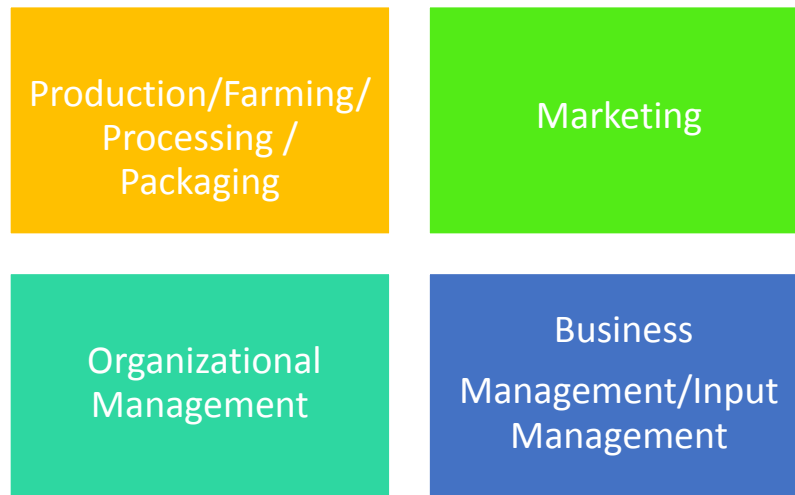 Production/Farming/
Processing /
Packaging
Marketing
Organizational
Management
Business
Management/Input
Management